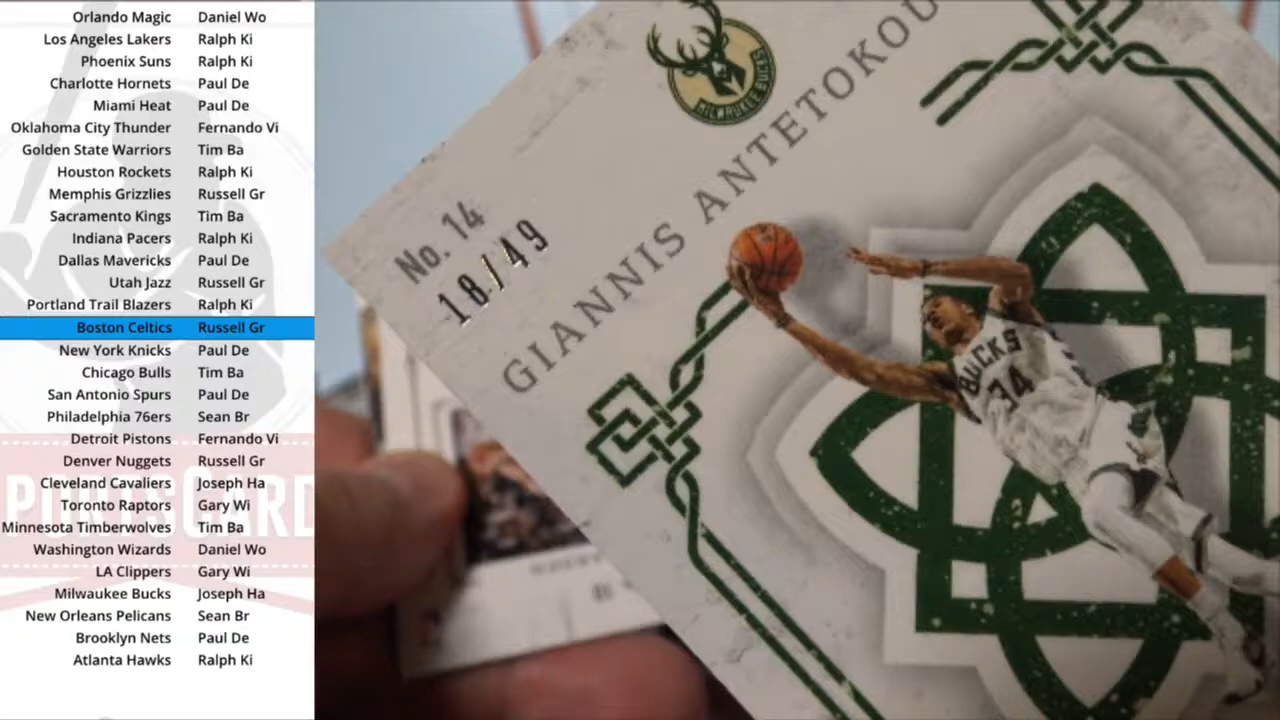 Orlando Magic Daniel Wo
Los Angeles Lakers Ralph Ki
Phoenix Suns Ralph Ki
Charlotte Hornets Paul De
Miami Heat Paul De
Oklahoma City Thunder Fernando Vi
Golden State Warriors Tim Ba
Houston Rockets Ralph Ki
Memphis Grizzlies Russell Gr
Sacramento Kings Tim Ba
Indiana Pacers Ralph Ki
Dallas Mavericks Paul De
Utah Jazz Russell Gr
Portland Trail Blazers Ralph Ki
Boston Celtics Russell Gr
New York Knicks Paul De
Chicago Bulls Tim Ba
San Antonio Spurs Paul De
Philadelphia 76ers Sean Br
Detroit Pistons Fernando Vi
Denver Nuggets Russell Gr
Cleveland Cavaliers Joseph Ha
Toronto Raptors Gary Wi
Minnesota Timberwolves Tim Ba
Washington Wizards Daniel Wo
LA Clippers Gary Wi
Milwaukee Bucks Joseph Ha
New Orleans Pelicans Sean Br
Brooklyn Nets Paul De
Atlanta Hawks Ralph Ki
MILWAUKEE BUCKS
No. 14
18/49
GIANNIS ANTETOKOU
BUCKS
34